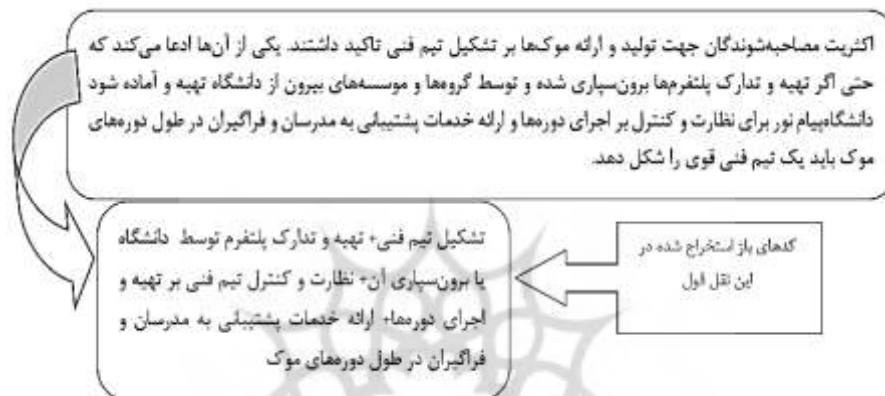 اکثریت مصاحبه‌شوندگان جهت تولید و ارائه موک‌ها بر تشکیل تیم فنی تاکید داشتند. یکی از آن‌ها ادعا می‌کند که
حتی اگر تهیه و تدارک پلتفرم‌ها برون‌سپاری شده و توسط گروه‌ها و موسسه‌های بیرون از دانشگاه تهیه و آماده شود
دانشگاه‌پیام نور برای نظارت و کنترل بر اجرای دوره‌ها و ارائه خدمات پشتیبانی به مدرسان و فراگیران در طول دوره‌های
موک باید یک تیم فنی قوی را شکل دهد.
تشکیل تیم فنی+ تهیه و تدارک پلتفرم توسط دانشگاه
یا برون‌سپاری آن+ نظارت و کنترل تیم فنی بر تهیه و
اجرای دوره‌ها+ ارائه خدمات پشتیبانی به مدرسان و
فراگیران در طول دوره‌های موک
کدهای باز استخراج شده در
این نقل قول